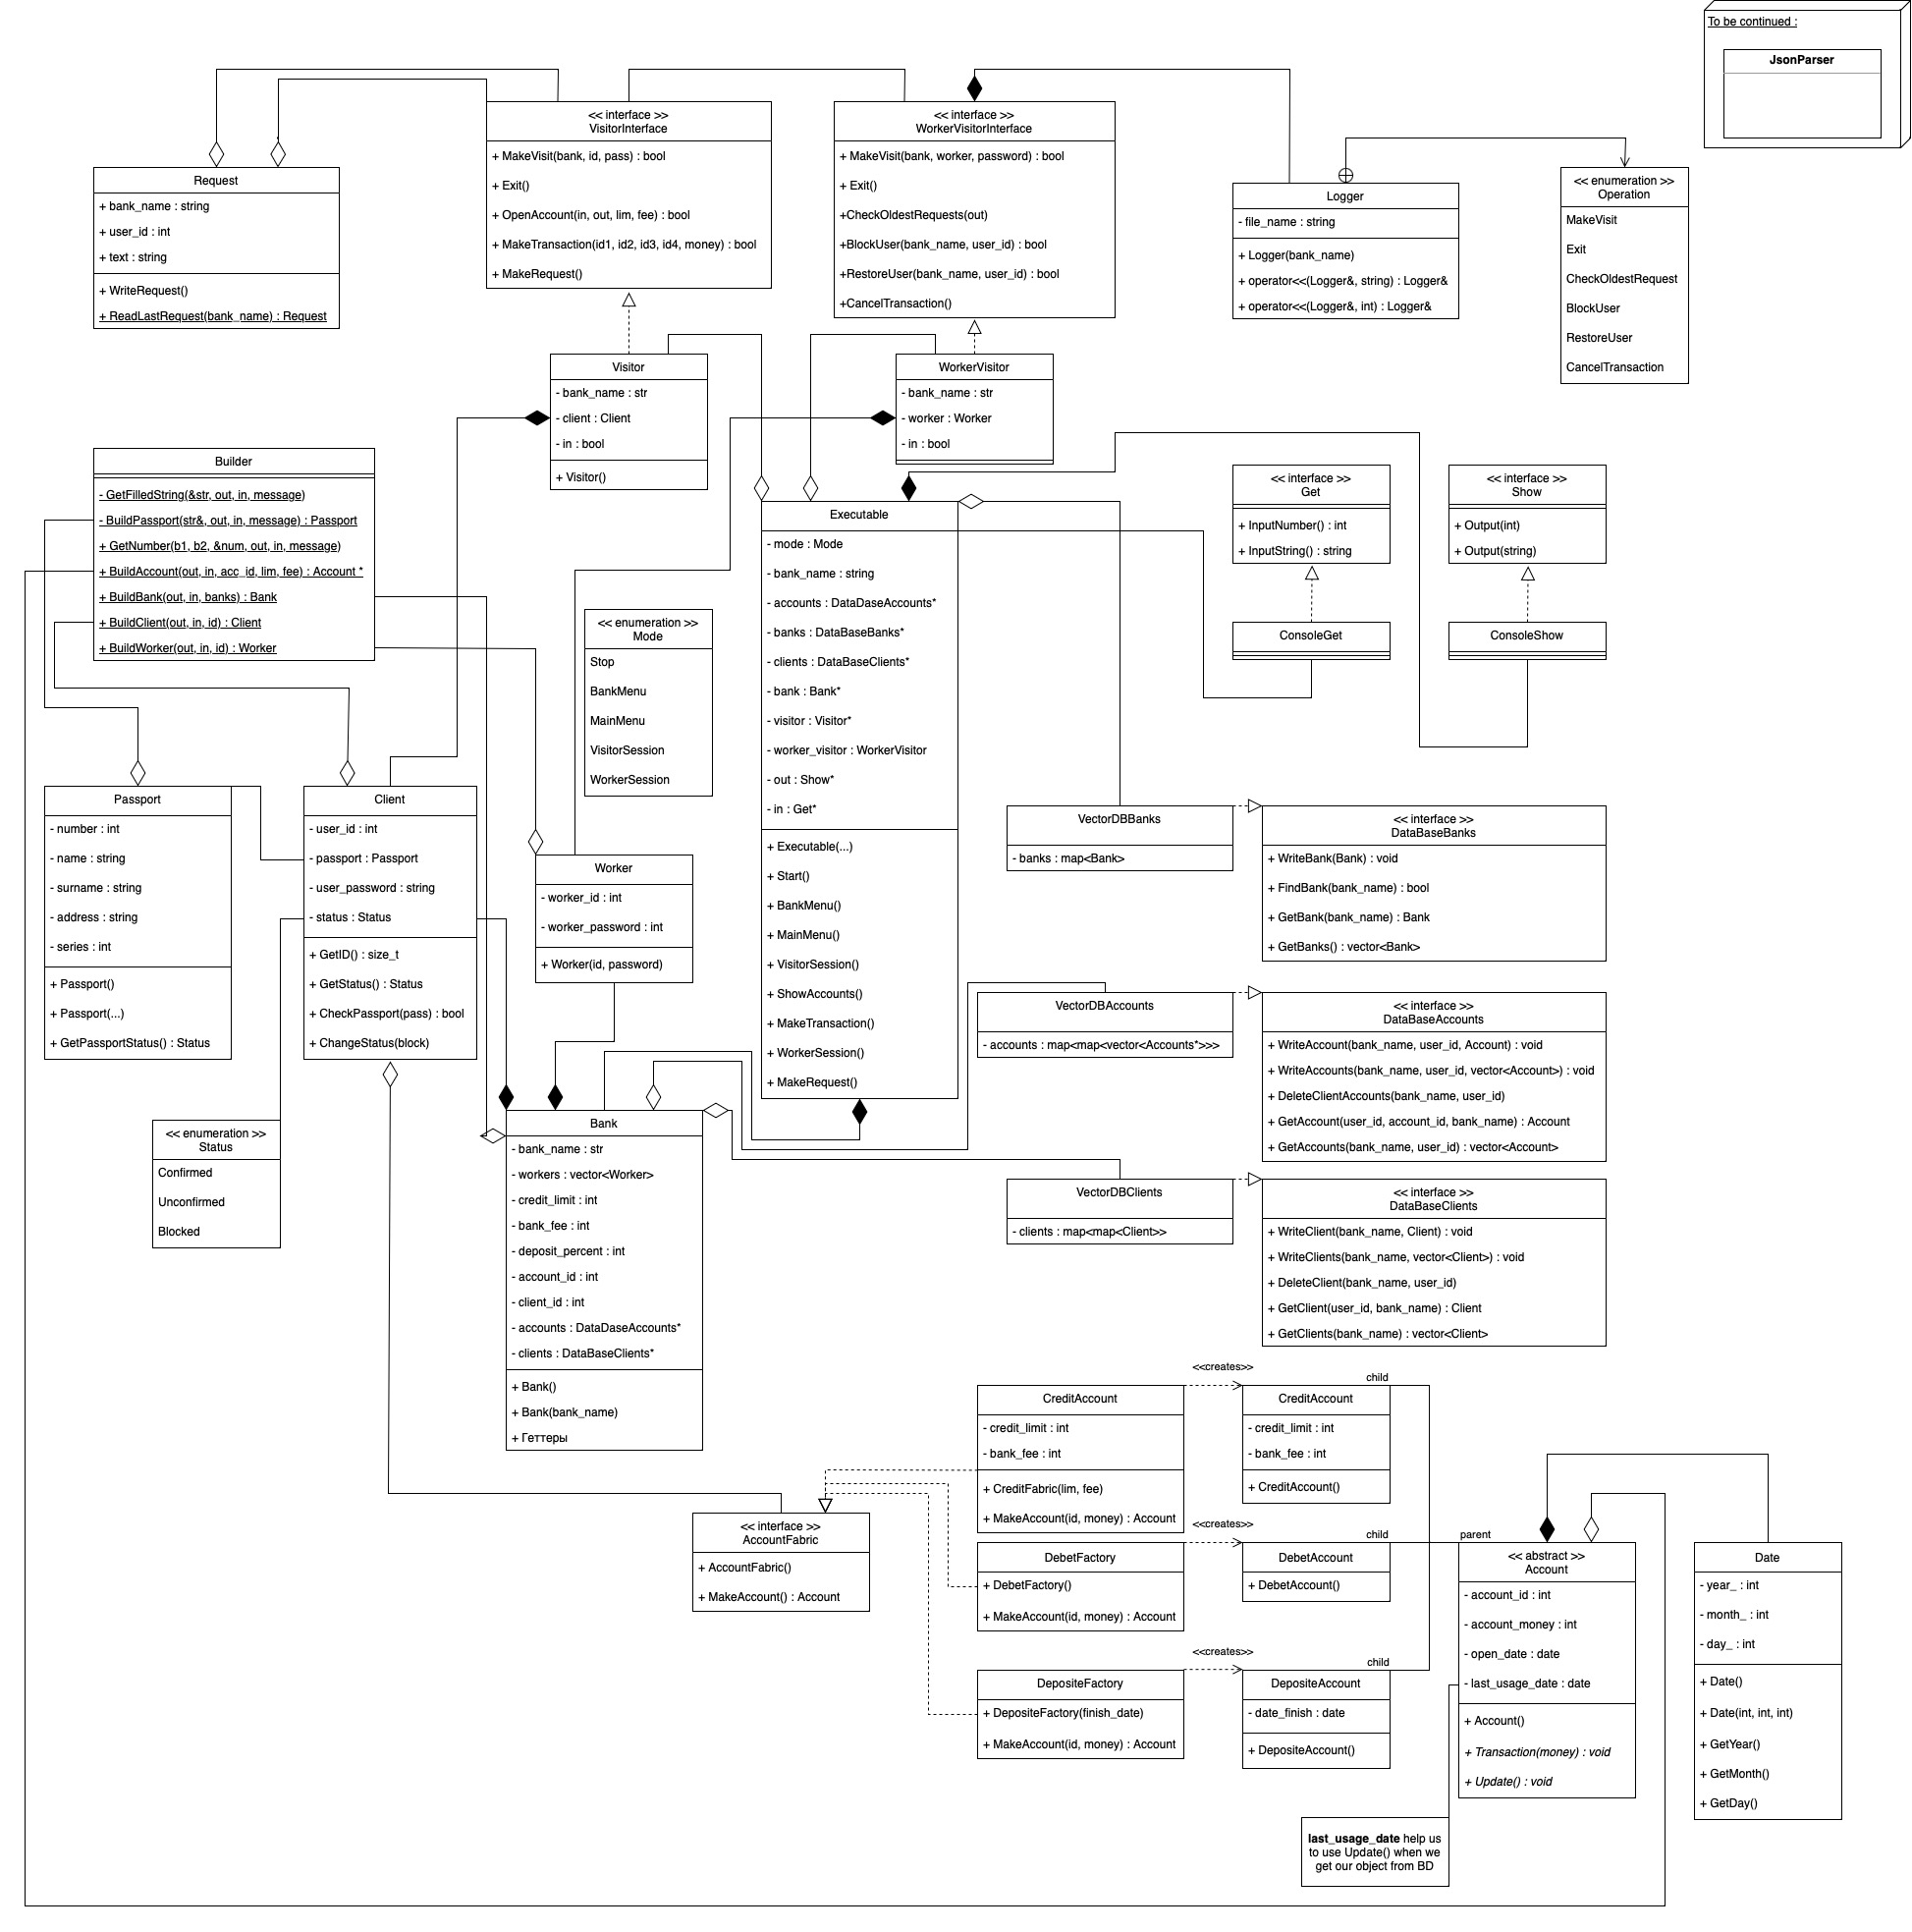 To be continued :
JsonParser
<< interface >>
VisitorInterface
+ MakeVisit(bank, id, pass) : bool
+ Exit()
+ OpenAccount(in, out, lim, fee) : bool
+ MakeTransaction(id1, id2, id3, id4, money) : bool
+ MakeRequest()
<< interface >>
WorkerVisitorInterface
+ MakeVisit(bank, worker, password) : bool
+ Exit()
+CheckOldestRequests(out)
+BlockUser(bank_name, user_id) : bool
+RestoreUser(bank_name, user_id) : bool
+CancelTransaction()
Request
+ bank_name : string
+ user_id : int
+ text : string
+ WriteRequest()
+ ReadLastRequest(bank_name) : Request
Logger
- file_name : string
+ Logger(bank_name)
+ operator<<(Logger&, string) : Logger&
+ operator<<(Logger&, int) : Logger&
<< enumeration >>
Operation
MakeVisit
Exit
CheckOldestRequest
BlockUser
RestoreUser
CancelTransaction
Visitor
- bank_name : str
- client : Client
- in : bool
+ Visitor()
WorkerVisitor
- bank_name : str
- worker : Worker
- in : bool
Builder
- GetFilledString(&str, out, in, message)
- BuildPassport(str&, out, in, message) : Passport
+ GetNumber(b1, b2, &num, out, in, message)
+ BuildAccount(out, in, acc_id, lim, fee) : Account *
+ BuildBank(out, in, banks) : Bank
+ BuildClient(out, in, id) : Client
+ BuildWorker(out, in, id) : Worker
<< interface >>
Get
+ InputNumber() : int
+ InputString() : string
<< interface >>
Show
+ Output(int)
+ Output(string)
ConsoleGet
ConsoleShow
Executable
- mode : Mode
- bank_name : string
- accounts : DataDaseAccounts*
- banks : DataBaseBanks*
- clients : DataBaseClients*
- bank : Bank*
- visitor : Visitor*
- worker_visitor : WorkerVisitor
- out : Show*
- in : Get*
+ Executable(...)
+ Start()
+ BankMenu()
+ MainMenu()
+ VisitorSession()
+ ShowAccounts()
+ MakeTransaction()
+ WorkerSession()
+ MakeRequest()
<< enumeration >>
Mode
Stop
BankMenu
MainMenu
VisitorSession
WorkerSession
Passport
- number : int
- name : string
- surname : string
- address : string
- series : int
+ Passport()
+ Passport(...)
+ GetPassportStatus() : Status
Client
- user_id : int
- passport : Passport
- user_password : string
- status : Status
+ GetID() : size_t
+ GetStatus() : Status
+ CheckPassport(pass) : bool
+ ChangeStatus(block)
Worker
- worker_id : int
- worker_password : int
+ Worker(id, password)
VectorDBBanks
- banks : map<Bank>
<< interface >>
DataBaseBanks
+ WriteBank(Bank) : void
+ FindBank(bank_name) : bool
+ GetBank(bank_name) : Bank
+ GetBanks() : vector<Bank>
VectorDBAccounts
- accounts : map<map<vector<Accounts*>>>
<< interface >>
DataBaseAccounts
+ WriteAccount(bank_name, user_id, Account) : void
+ WriteAccounts(bank_name, user_id, vector<Account>) : void
+ DeleteClientAccounts(bank_name, user_id)
+ GetAccount(user_id, account_id, bank_name) : Account
+ GetAccounts(bank_name, user_id) : vector<Account>
<< enumeration >>
Status
Confirmed
Unconfirmed
Blocked
Bank
- bank_name : str
- workers : vector<Worker>
- credit_limit : int
- bank_fee : int
- deposit_percent : int
- account_id : int
- client_id : int
- accounts : DataDaseAccounts*
- clients : DataBaseClients*
+ Bank()
+ Bank(bank_name)
+ Геттеры
VectorDBClients
- clients : map<map<Client>>
<< interface >>
DataBaseClients
+ WriteClient(bank_name, Client) : void
+ WriteClients(bank_name, vector<Client>) : void
+ DeleteClient(bank_name, user_id)
+ GetClient(user_id, bank_name) : Client
+ GetClients(bank_name) : vector<Client>
<< interface >>
AccountFabric
+ AccountFabric()
+ MakeAccount() : Account
CreditAccount
- credit_limit : int
- bank_fee : int
+ CreditFabric(lim, fee)
+ MakeAccount(id, money) : Account
<<creates>>
child
CreditAccount
- credit_limit : int
- bank_fee : int
+ CreditAccount()
DebetFactory
+ DebetFactory()
+ MakeAccount(id, money) : Account
<<creates>>
child
DebetAccount
+ DebetAccount()
DepositeFactory
+ DepositeFactory(finish_date)
+ MakeAccount(id, money) : Account
<<creates>>
child
DepositeAccount
- date_finish : date
+ DepositeAccount()
parent
<< abstract >>
Account
- account_id : int
- account_money : int
- open_date : date
- last_usage_date : date
+ Account()
+ Transaction(money) : void
+ Update() : void
Date
- year_ : int
- month_ : int
- day_ : int
+ Date()
+ Date(int, int, int)
+ GetYear()
+ GetMonth()
+ GetDay()
last_usage_date help us
to use Update() when we
get our object from BD